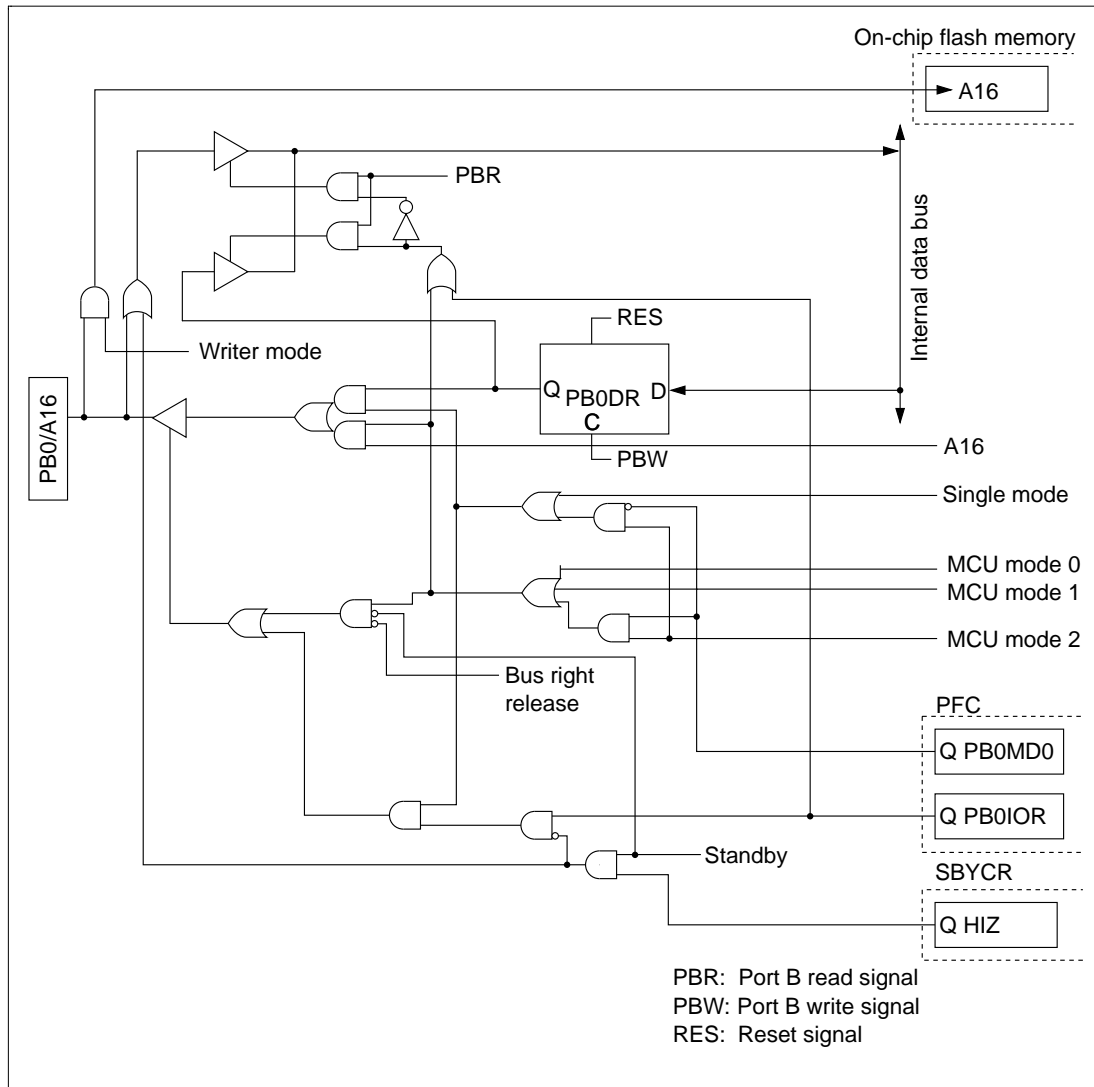 On-chip flash memory
A16
PBR
Internal data bus
RES
Writer mode
Q
PB0DR
D
C
PB0/A16
PBW
A16
Single mode
MCU mode 0
MCU mode 1
MCU mode 2
Bus right
release
PFC
Q PB0MD0
Q PB0IOR
Standby
SBYCR
Q HIZ
PBR: Port B read signal
PBW: Port B write signal
RES: Reset signal